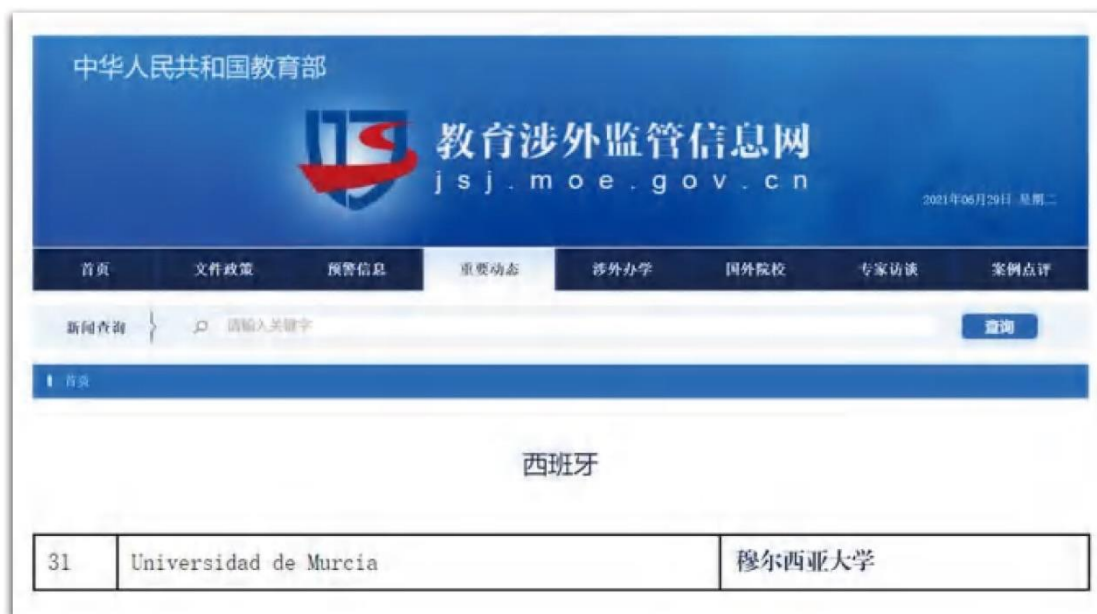 中华人民共和国教育部
教育涉外监管信息网
jsj.moe.gov.cn
2021年06月29日 星期二
首页 文件政策 预警信息 重要动态 涉外办学 国外院校 专家访谈 案例点评
新闻查询 请输入关键字 查询
首页
西班牙
31 Universidad de Murcia 穆尔西亚大学